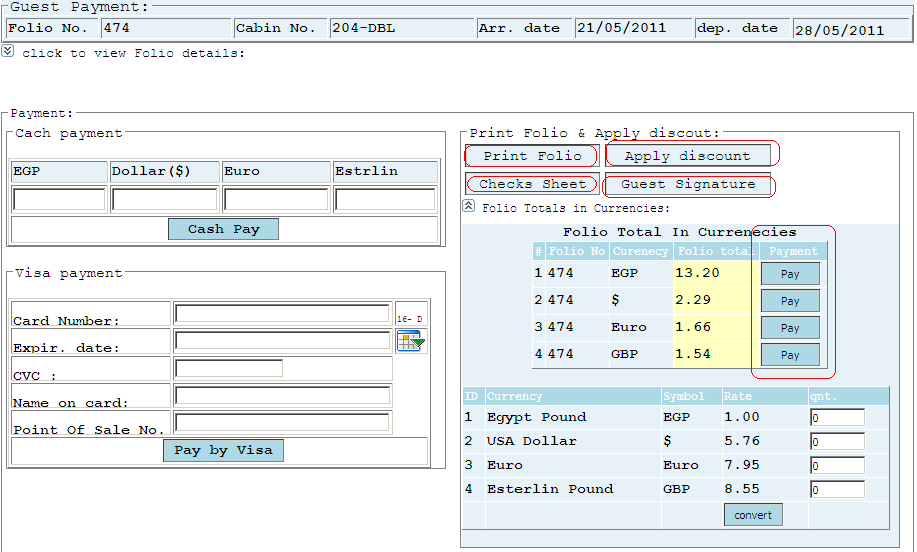 Guest Payment:
Folio No. 474 Cabin No. 204-DBL Arr. date 21/05/2011 dep. date 28/05/2011
click to view Folio details:
Payment:
Cach payment
EGP Dollar($) Euro Estrlin
Cash Pay
Visa payment
Card Number: 16- D
Expir. date:
CVC :
Name on card:
Point Of Sale No.
Pay by Visa
Print Folio & Apply discout:
Print Folio Apply discount
Checks Sheet Guest Signature
Folio Totals in Currencies:
Folio Total In Currenecies
# Folio No Curenecy Folio total Payment
1 474 EGP 13.20 Pay
2 474 $ 2.29 Pay
3 474 Euro 1.66 Pay
4 474 GBP 1.54 Pay
ID Currency Symbol Rate qnt.
1 Egypt Pound EGP 1.00 0
2 USA Dollar $ 5.76 0
3 Euro Euro 7.95 0
4 Esterlin Pound GBP 8.55 0
convert